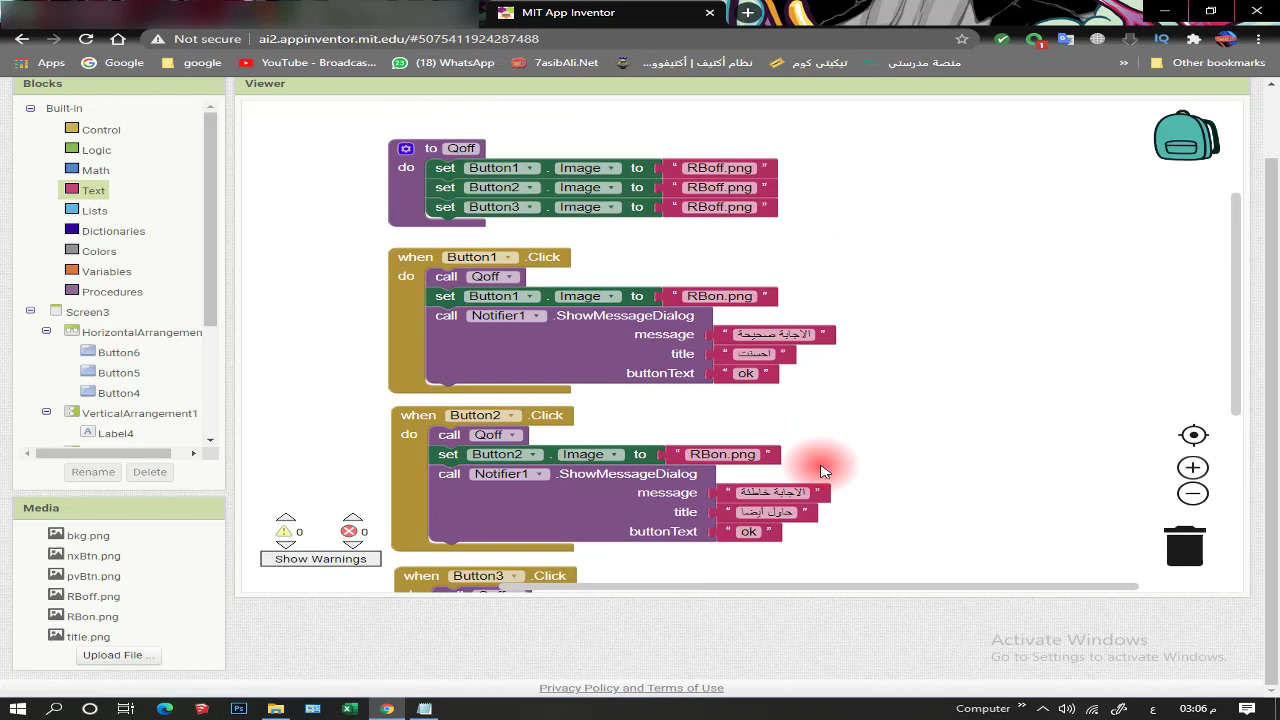 MIT App Inventor
Not secure
ai2.appinventor.mit.edu/#5075411924287488
Apps
Google
google
YouTube - Broadcas...
(18) WhatsApp
7asibAli.Net
نظام أكتيف | أكتيفوو...
تيكيتي كوم
منصة مدرستي
Other bookmarks
Blocks
Viewer
Built-in
Control
Logic
Math
Text
Lists
Dictionaries
Colors
Variables
Procedures
Screen3
HorizontalArrangemen
Button6
Button5
Button4
VerticalArrangement1
Label4
Rename
Delete
Media
bkg.png
nxBtn.png
pvBtn.png
RBoff.png
RBon.png
title.png
Upload File ...
to Qoff
do set Button1 . Image to " RBoff.png "
set Button2 . Image to " RBoff.png "
set Button3 . Image to " RBoff.png "
when Button1 .Click
do call Qoff
set Button1 . Image to " RBon.png "
call Notifier1 .ShowMessageDialog
message " الاجابة صحيحة "
title " احسنت "
buttonText " ok "
when Button2 .Click
do call Qoff
set Button2 . Image to " RBon.png "
call Notifier1 .ShowMessageDialog
message " الاجابة خاطئة "
title " حاول أيضا "
buttonText " ok "
when Button3 .Click
0
0
Show Warnings
Activate Windows
Go to Settings to activate Windows.
Privacy Policy and Terms of Use
Computer
ع
03:06 م